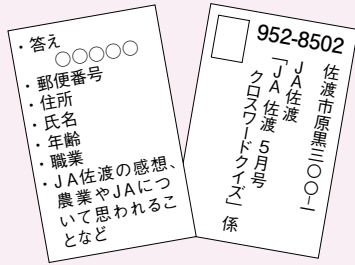 ・答え
○○○○○
・郵便番号
・住所
・氏名
・年齢
・職業
・JA佐渡の感想、
農業やJAにつ
いて思われるこ
となど
952-8502
佐渡市原黒三〇〇-一
JA佐渡
「JA佐渡 5月号
クロスワードクイズ」係